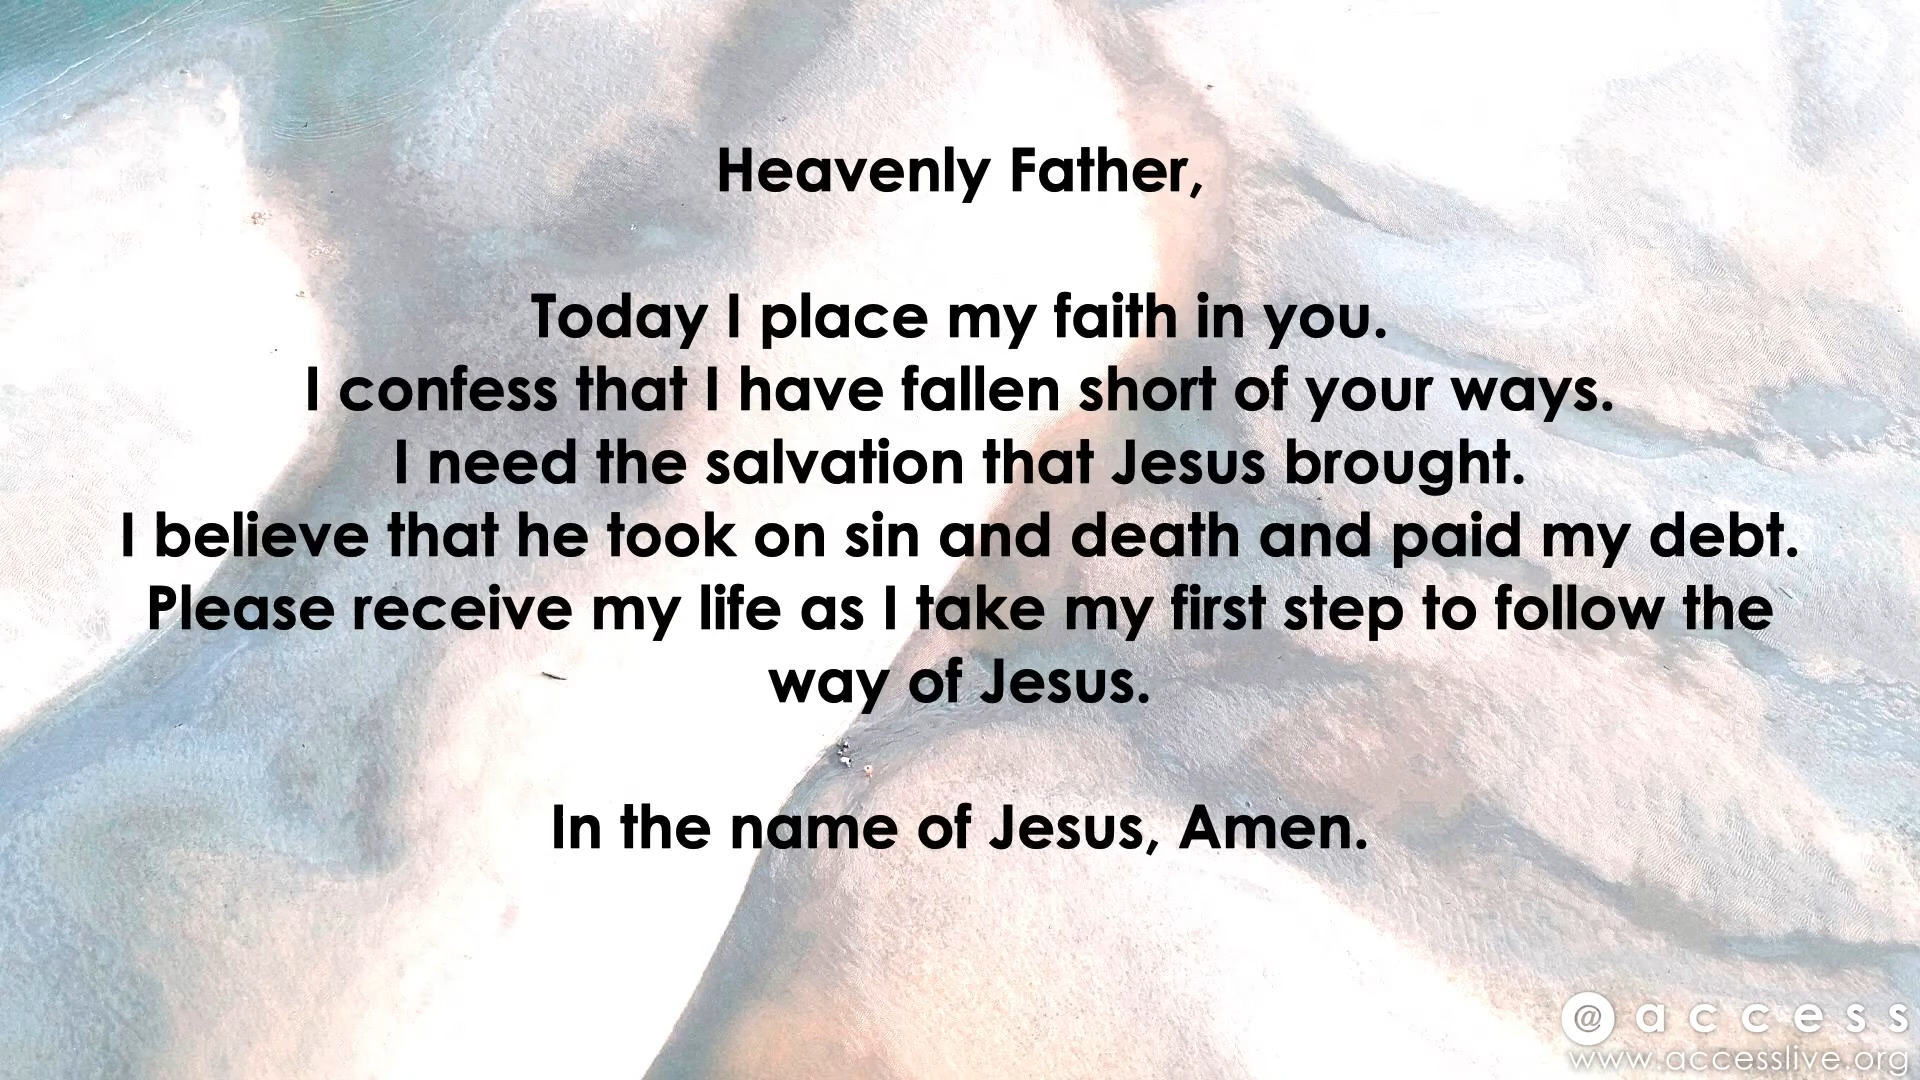 Heavenly Father,
Today I place my faith in you.
I confess that I have fallen short of your ways.
I need the salvation that Jesus brought.
I believe that he took on sin and death and paid my debt.
Please receive my life as I take my first step to follow the
way of Jesus.
In the name of Jesus, Amen.
@ access
www.accesslive.org